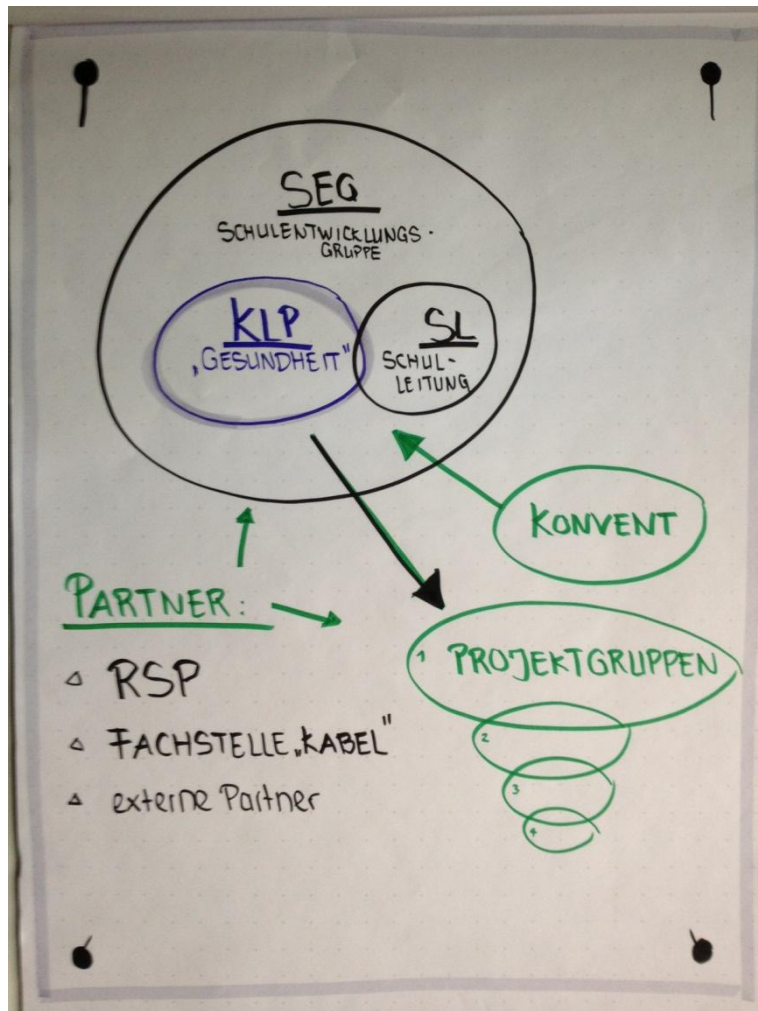 SEG
SCHULENTWICKLUNGS-
GRUPPE
KLP
„GESUNDHEIT"
SL
SCHUL-
LEITUNG
KONVENT
PARTNER:
RSP
FACHSTELLE „KABEL"
externe Partner
1 PROJEKTGRUPPEN
2
3
4